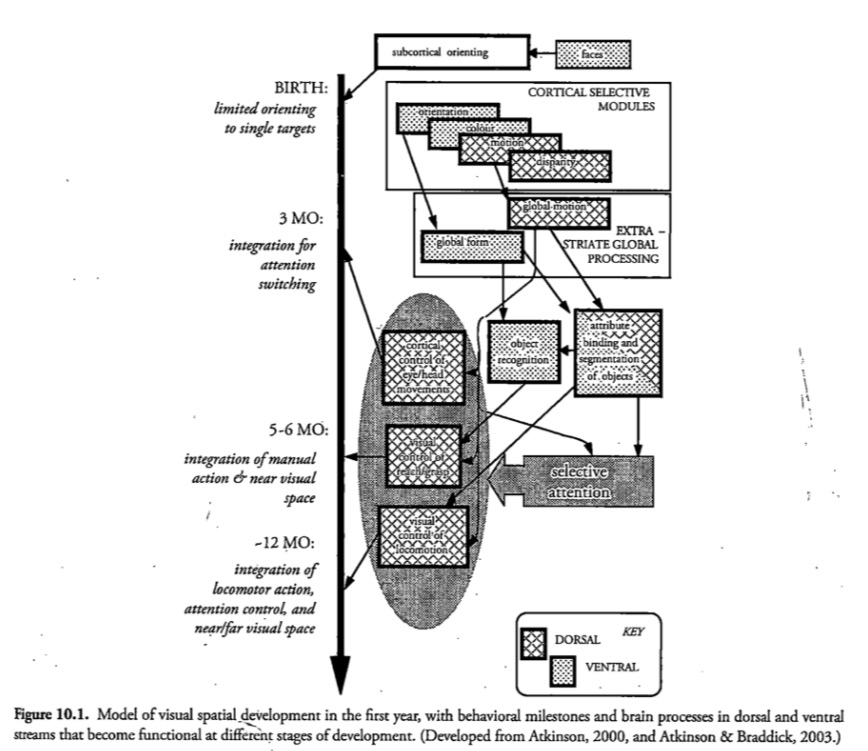 subcortical orienting
faces
BIRTH:
limited orienting
to single targets
CORTICAL SELECTIVE
MODULES
orientation
colour
motion
disparity
3 MO:
integration for
attention
switching
global motion
global form
EXTRA –
STRIATE GLOBAL
PROCESSING
cortical
control of
eye/head
movements
object
recognition
attribute
binding and
segmentation
of objects
5-6 MO:
integration of manual
action & near visual
space
visual
control of
reach/grasp
selective
attention
~12 MO:
integration of
locomotor action,
attention control, and
near/far visual space
visual
control of
locomotion
KEY
DORSAL
VENTRAL
Figure 10.1. Model of visual spatial development in the first year, with behavioral milestones and brain processes in dorsal and ventral
streams that become functional at different stages of development. (Developed from Atkinson, 2000, and Atkinson & Braddick, 2003.)